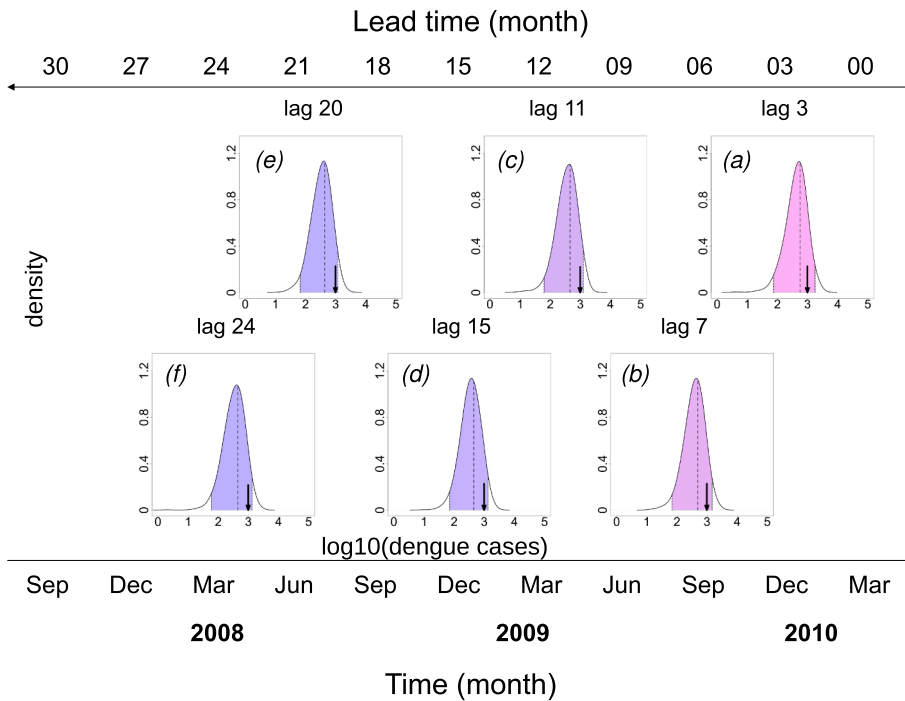 Lead time (month)
30 27 24 21 18 15 12 09 06 03 00
lag 20 lag 11 lag 3
(e) (c) (a)
1.2 1.2 1.2
0.8 0.8 0.8
0.4 0.4 0.4
0 0 0
0 1 2 3 4 5 0 1 2 3 4 5 0 1 2 3 4 5
density
lag 24 lag 15 lag 7
(f) (d) (b)
1.2 1.2 1.2
0.8 0.8 0.8
0.4 0.4 0.4
0 0 0
0 1 2 3 4 5 0 1 2 3 4 5 0 1 2 3 4 5
log10(dengue cases)
Sep Dec Mar Jun Sep Dec Mar Jun Sep Dec Mar
2008 2009 2010
Time (month)